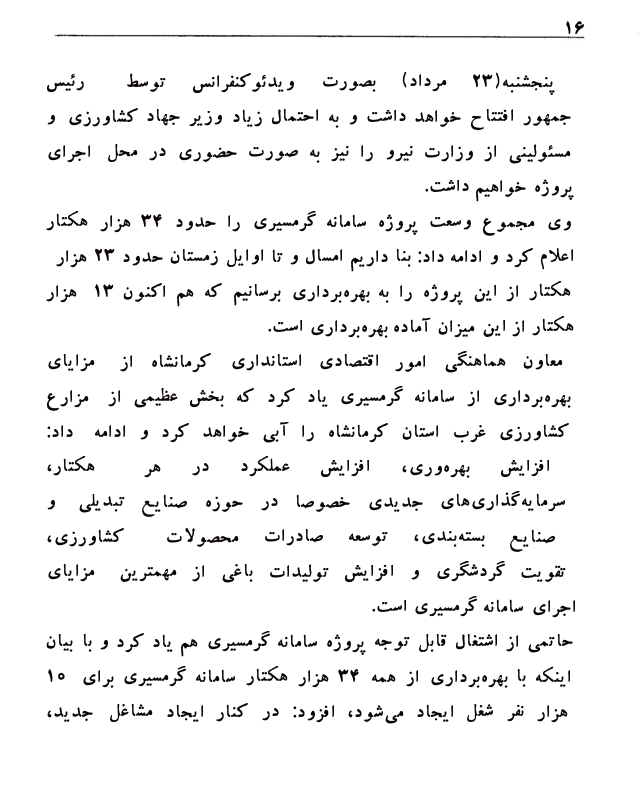 ۱۶
پنجشنبه(۲۳ مرداد) بصورت ویدئوکنفرانس توسط رئیس
جمهور افتتاح خواهد داشت و به احتمال زیاد وزیر جهاد کشاورزی و
مسئولینی از وزارت نیرو را نیز به صورت حضوری در محل اجرای
پروژه خواهیم داشت.
وی مجموع وسعت پروژه سامانه گرمسیری را حدود ۳۴ هزار هکتار
اعلام کرد و ادامه داد: بنا داریم امسال و تا اوایل زمستان حدود ۲۳ هزار
هکتار از این پروژه را به بهره‌برداری برسانیم که هم اکنون ۱۳ هزار
هکتار از این میزان آماده بهره‌برداری است.
معاون هماهنگی امور اقتصادی استانداری کرمانشاه از مزایای
بهره‌برداری از سامانه گرمسیری یاد کرد که بخش عظیمی از مزارع
کشاورزی غرب استان کرمانشاه را آبی خواهد کرد و ادامه داد:
افزایش بهره‌وری، افزایش عملکرد در هر هکتار،
سرمایه‌گذاری‌های جدیدی خصوصا در حوزه صنایع تبدیلی و
صنایع بسته‌بندی، توسعه صادرات محصولات کشاورزی،
تقویت گردشگری و افزایش تولیدات باغی از مهمترین مزایای
اجرای سامانه گرمسیری است.
حاتمی از اشتغال قابل توجه پروژه سامانه گرمسیری هم یاد کرد و با بیان
اینکه با بهره‌برداری از همه ۳۴ هزار هکتار سامانه گرمسیری برای ۱۰
هزار نفر شغل ایجاد می‌شود، افزود: در کنار ایجاد مشاغل جدید،